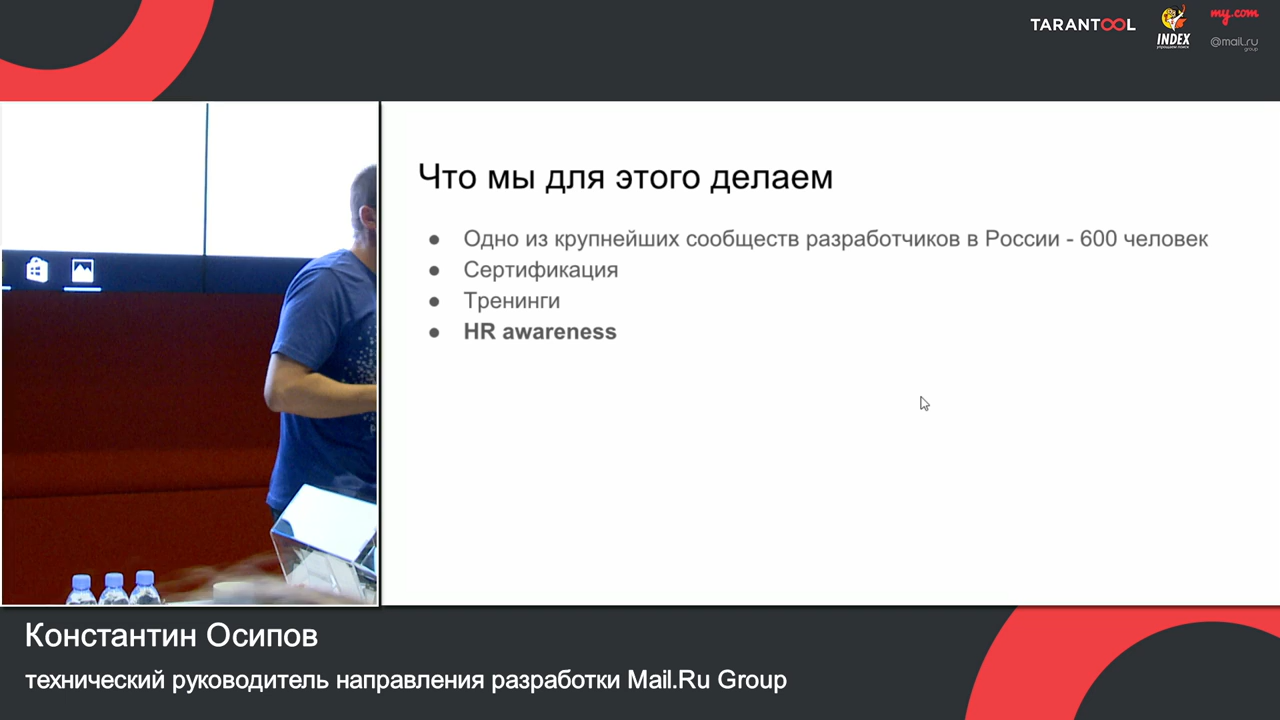 TARANTOOL
INDEX
my.com
@mail.ru
group
Что мы для этого делаем
Одно из крупнейших сообществ разработчиков в России - 600 человек
Сертификация
Тренинги
HR awareness
Константин Осипов
технический руководитель направления разработки Mail.Ru Group